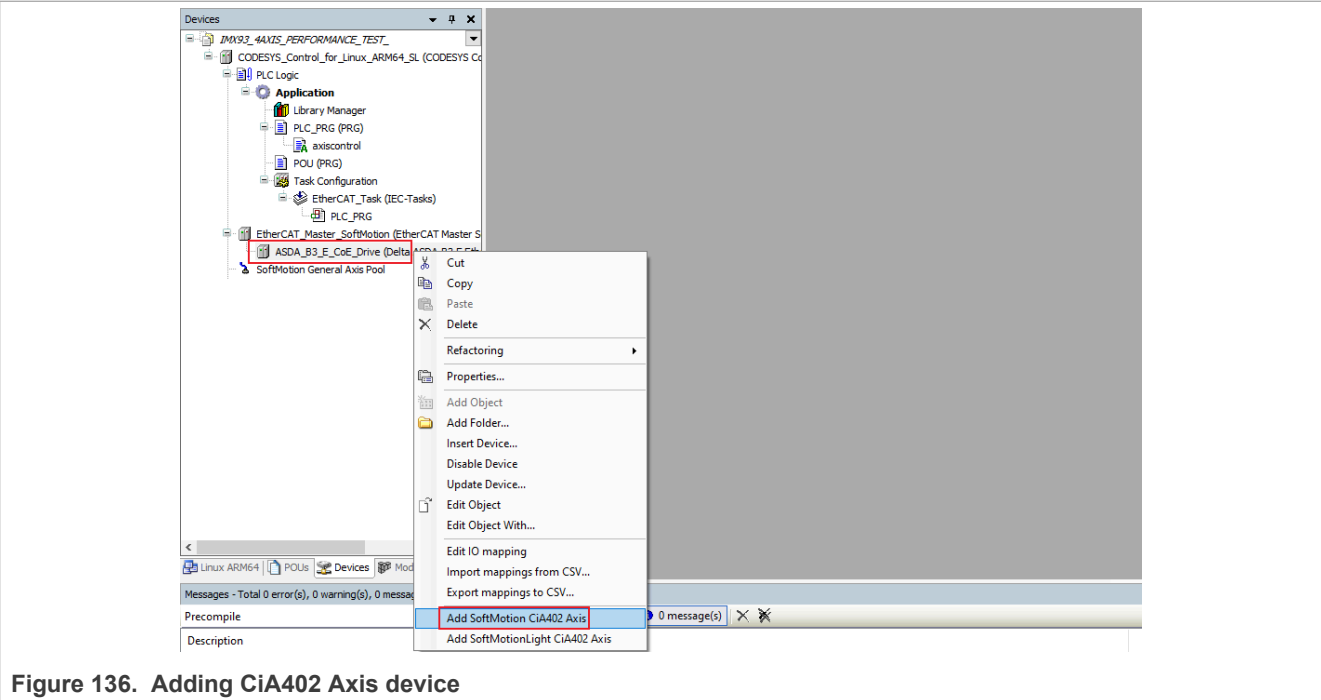 Devices
IMX93_4AXIS_PERFORMANCE_TEST_
CODESYS_Control_for_Linux_ARM64_SL (CODESYS Co
PLC Logic
Application
Library Manager
PLC_PRG (PRG)
axiscontrol
POU (PRG)
Task Configuration
EtherCAT_Task (IEC-Tasks)
PLC_PRG
EtherCAT_Master_SoftMotion (EtherCAT Master S
ASDA_B3_E_CoE_Drive (Delta
SoftMotion General Axis Pool
Cut
Copy
Paste
Delete
Refactoring
Properties...
Add Object
Add Folder...
Insert Device...
Disable Device
Update Device...
Edit Object
Edit Object With...
Edit IO mapping
Import mappings from CSV...
Export mappings to CSV...
Add SoftMotion CiA402 Axis
Add SoftMotionLight CiA402 Axis
Linux ARM64 POUs Devices Mod
Messages - Total 0 error(s), 0 warning(s), 0 messag
Precompile 0 message(s)
Description
Figure 136. Adding CiA402 Axis device